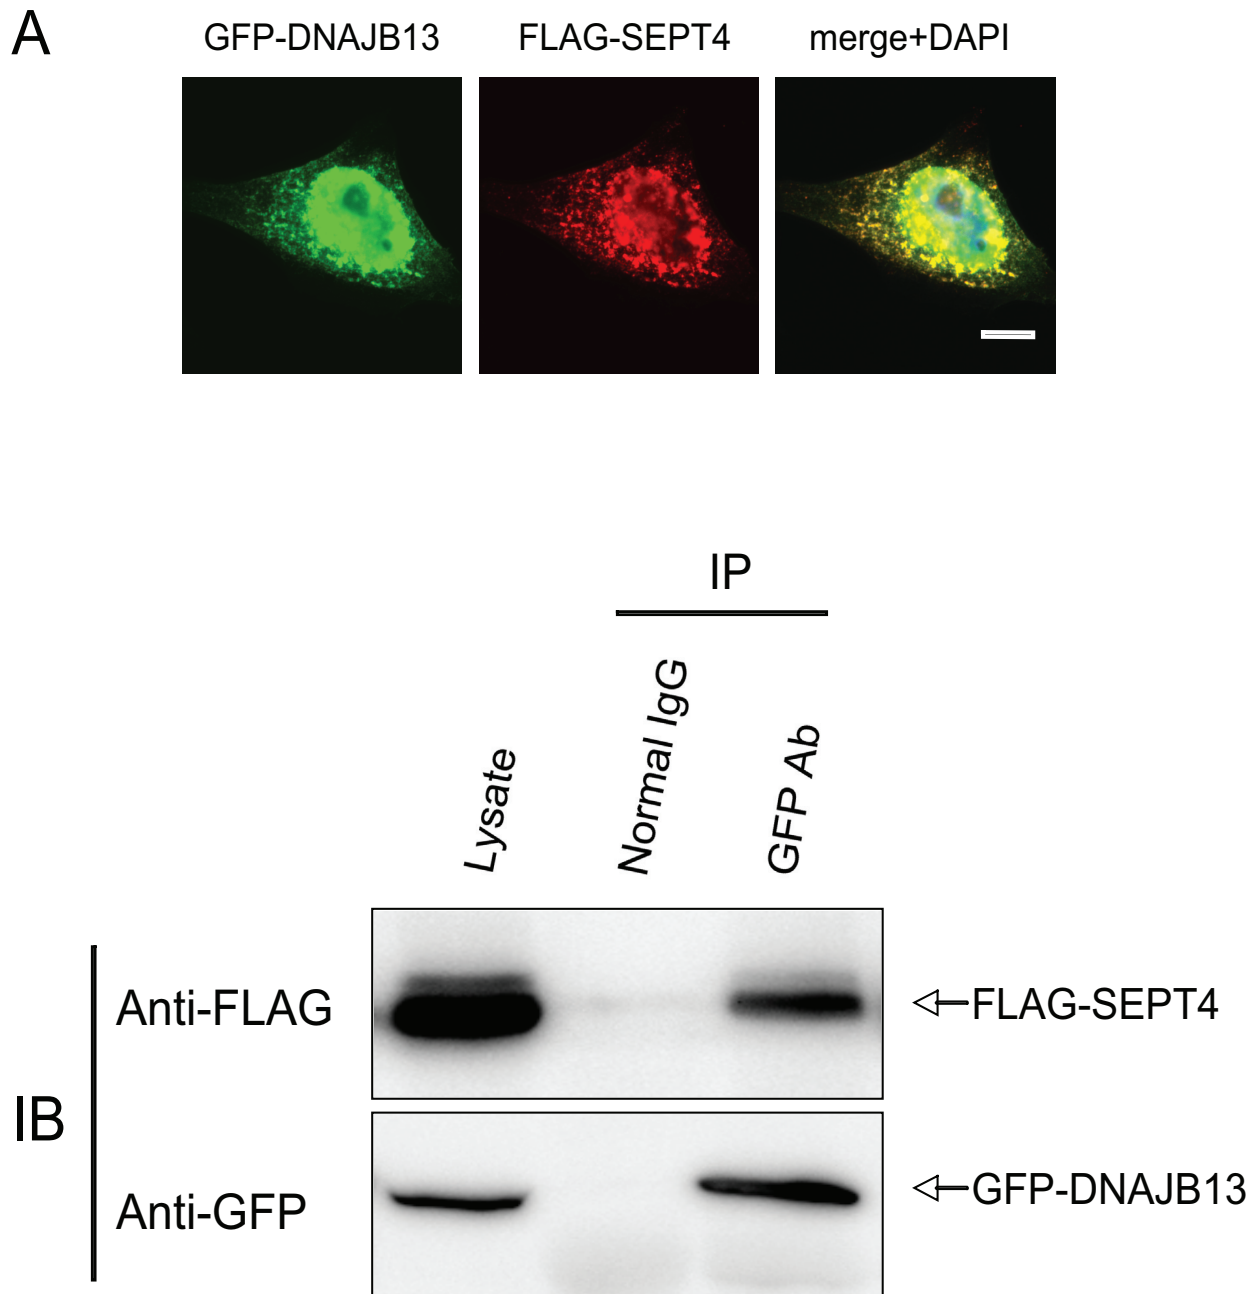 A
GFP-DNAJB13
FLAG-SEPT4
merge+DAPI
IP
Lysate
Normal IgG
GFP Ab
IB
Anti-FLAG
FLAG-SEPT4
Anti-GFP
GFP-DNAJB13